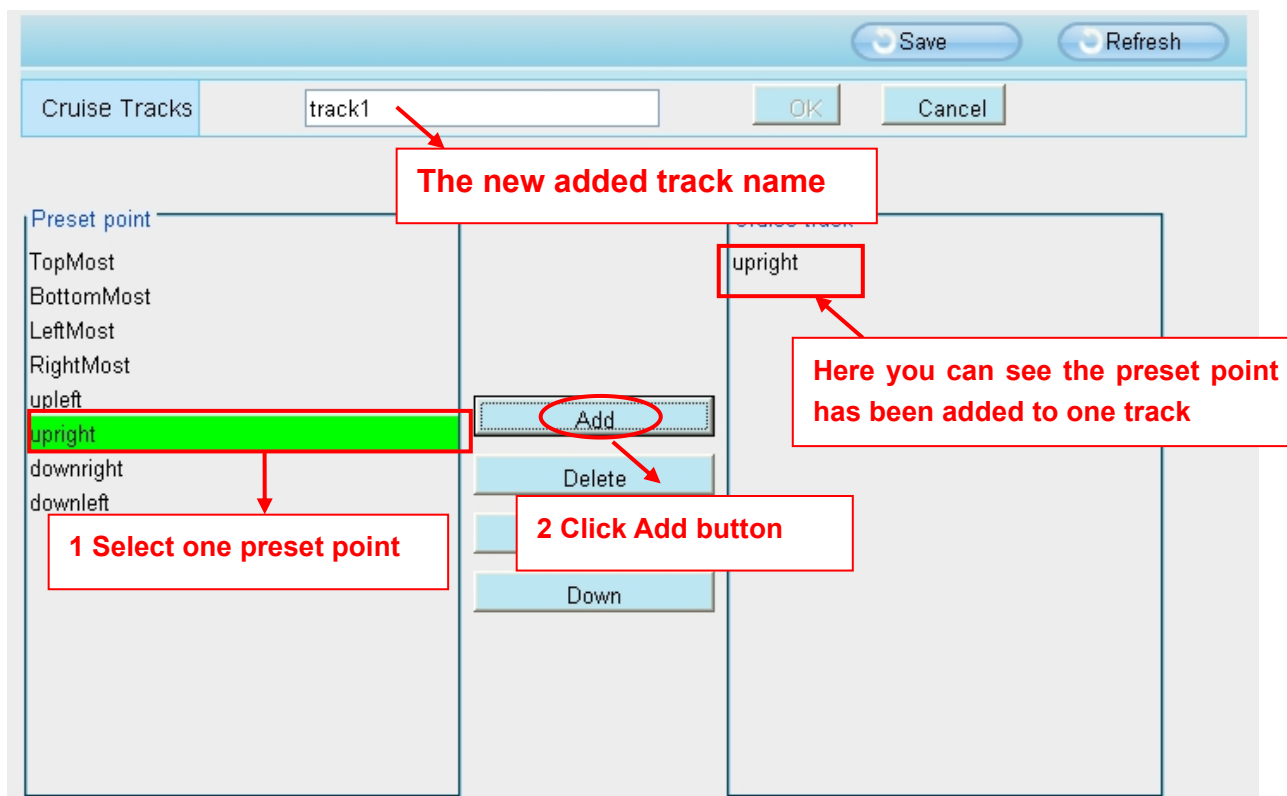 Save Refresh
Cruise Tracks track1 OK Cancel
The new added track name
Preset point
TopMost
BottomMost
LeftMost
RightMost
upleft
upright
downright
downleft
1 Select one preset point
Add
Delete
2 Click Add button
Down
upright
Here you can see the preset point
has been added to one track